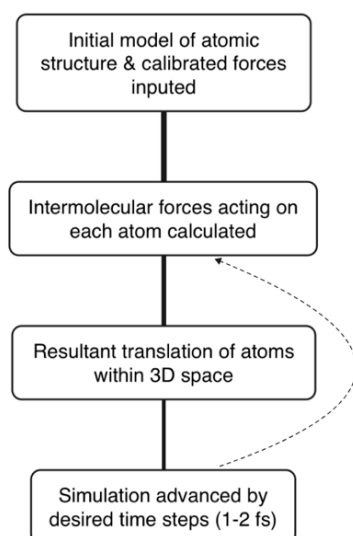 Initial model of atomic
structure & calibrated forces
inputed
Intermolecular forces acting on
each atom calculated
Resultant translation of atoms
within 3D space
Simulation advanced by
desired time steps (1-2 fs)